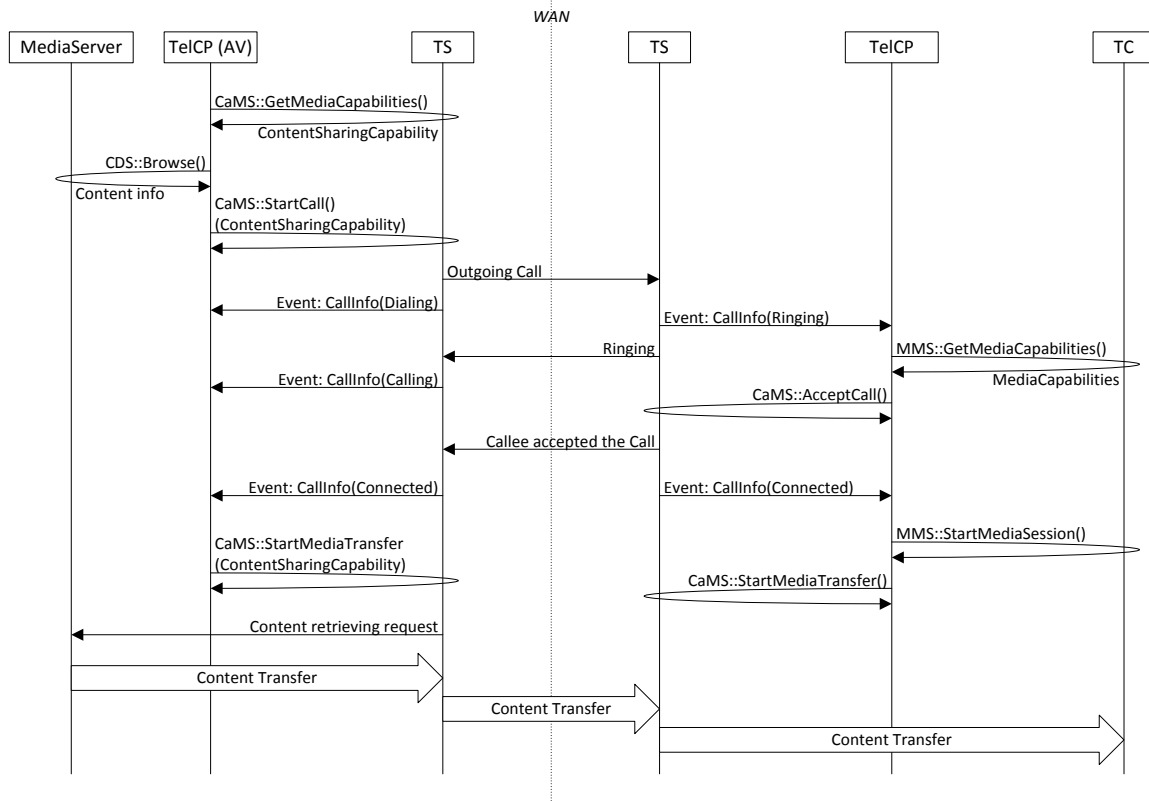 WAN
MediaServer
TelCP (AV)
TS
TS
TelCP
TC
CaMS::GetMediaCapabilities()
ContentSharingCapability
CDS::Browse()
Content info
CaMS::StartCall()
(ContentSharingCapability)
Outgoing Call
Event: CallInfo(Dialing)
Event: CallInfo(Ringing)
Ringing
MMS::GetMediaCapabilities()
MediaCapabilities
Event: CallInfo(Calling)
CaMS::AcceptCall()
Callee accepted the Call
Event: CallInfo(Connected)
Event: CallInfo(Connected)
MMS::StartMediaSession()
CaMS::StartMediaTransfer
(ContentSharingCapability)
CaMS::StartMediaTransfer()
Content retrieving request
Content Transfer
Content Transfer
Content Transfer